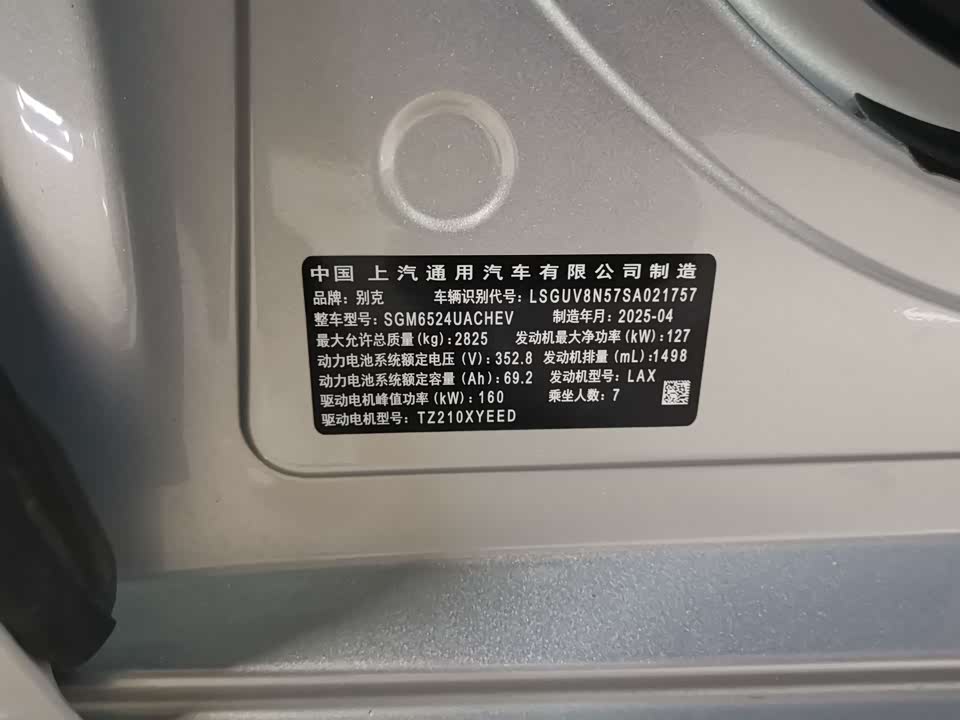 中国 上汽通用汽车有限公司制造
品牌: 别克 车辆识别代号: LSGUV8N57SA021757
整车型号: SGM6524UACHEV 制造年月: 2025-04
最大允许总质量(kg):2825 发动机最大净功率(kW):127
动力电池系统额定电压(V):352.8 发动机排量(mL):1498
动力电池系统额定容量(Ah):69.2 发动机型号: LAX
驱动电机峰值功率(kW):160 乘坐人数: 7
驱动电机型号: TZ210XYEED